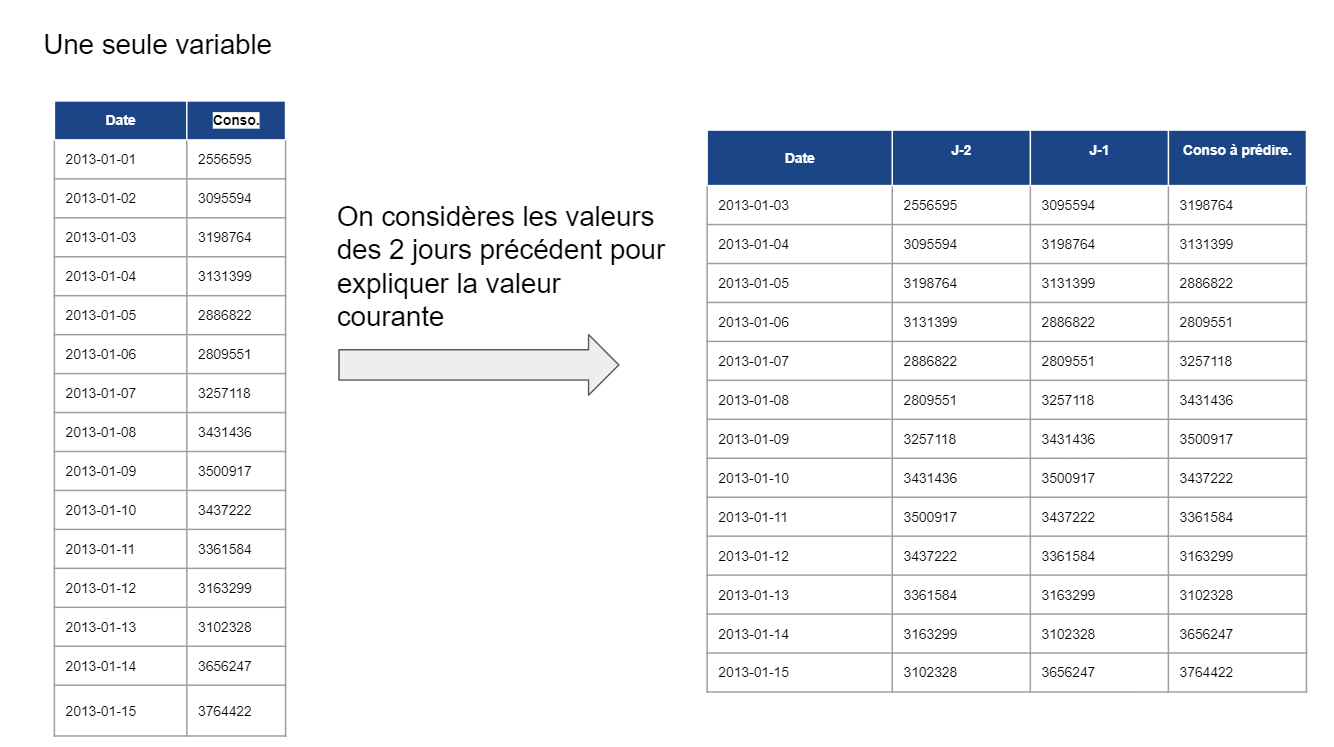 Une seule variable
Date Conso.
2013-01-01 2556595
2013-01-02 3095594
2013-01-03 3198764
2013-01-04 3131399
2013-01-05 2886822
2013-01-06 2809551
2013-01-07 3257118
2013-01-08 3431436
2013-01-09 3500917
2013-01-10 3437222
2013-01-11 3361584
2013-01-12 3163299
2013-01-13 3102328
2013-01-14 3656247
2013-01-15 3764422
On considères les valeurs
des 2 jours précédent pour
expliquer la valeur
courante
Date J-2 J-1 Conso à prédire.
2013-01-03 2556595 3095594 3198764
2013-01-04 3095594 3198764 3131399
2013-01-05 3198764 3131399 2886822
2013-01-06 3131399 2886822 2809551
2013-01-07 2886822 2809551 3257118
2013-01-08 2809551 3257118 3431436
2013-01-09 3257118 3431436 3500917
2013-01-10 3431436 3500917 3437222
2013-01-11 3500917 3437222 3361584
2013-01-12 3437222 3361584 3163299
2013-01-13 3361584 3163299 3102328
2013-01-14 3163299 3102328 3656247
2013-01-15 3102328 3656247 3764422